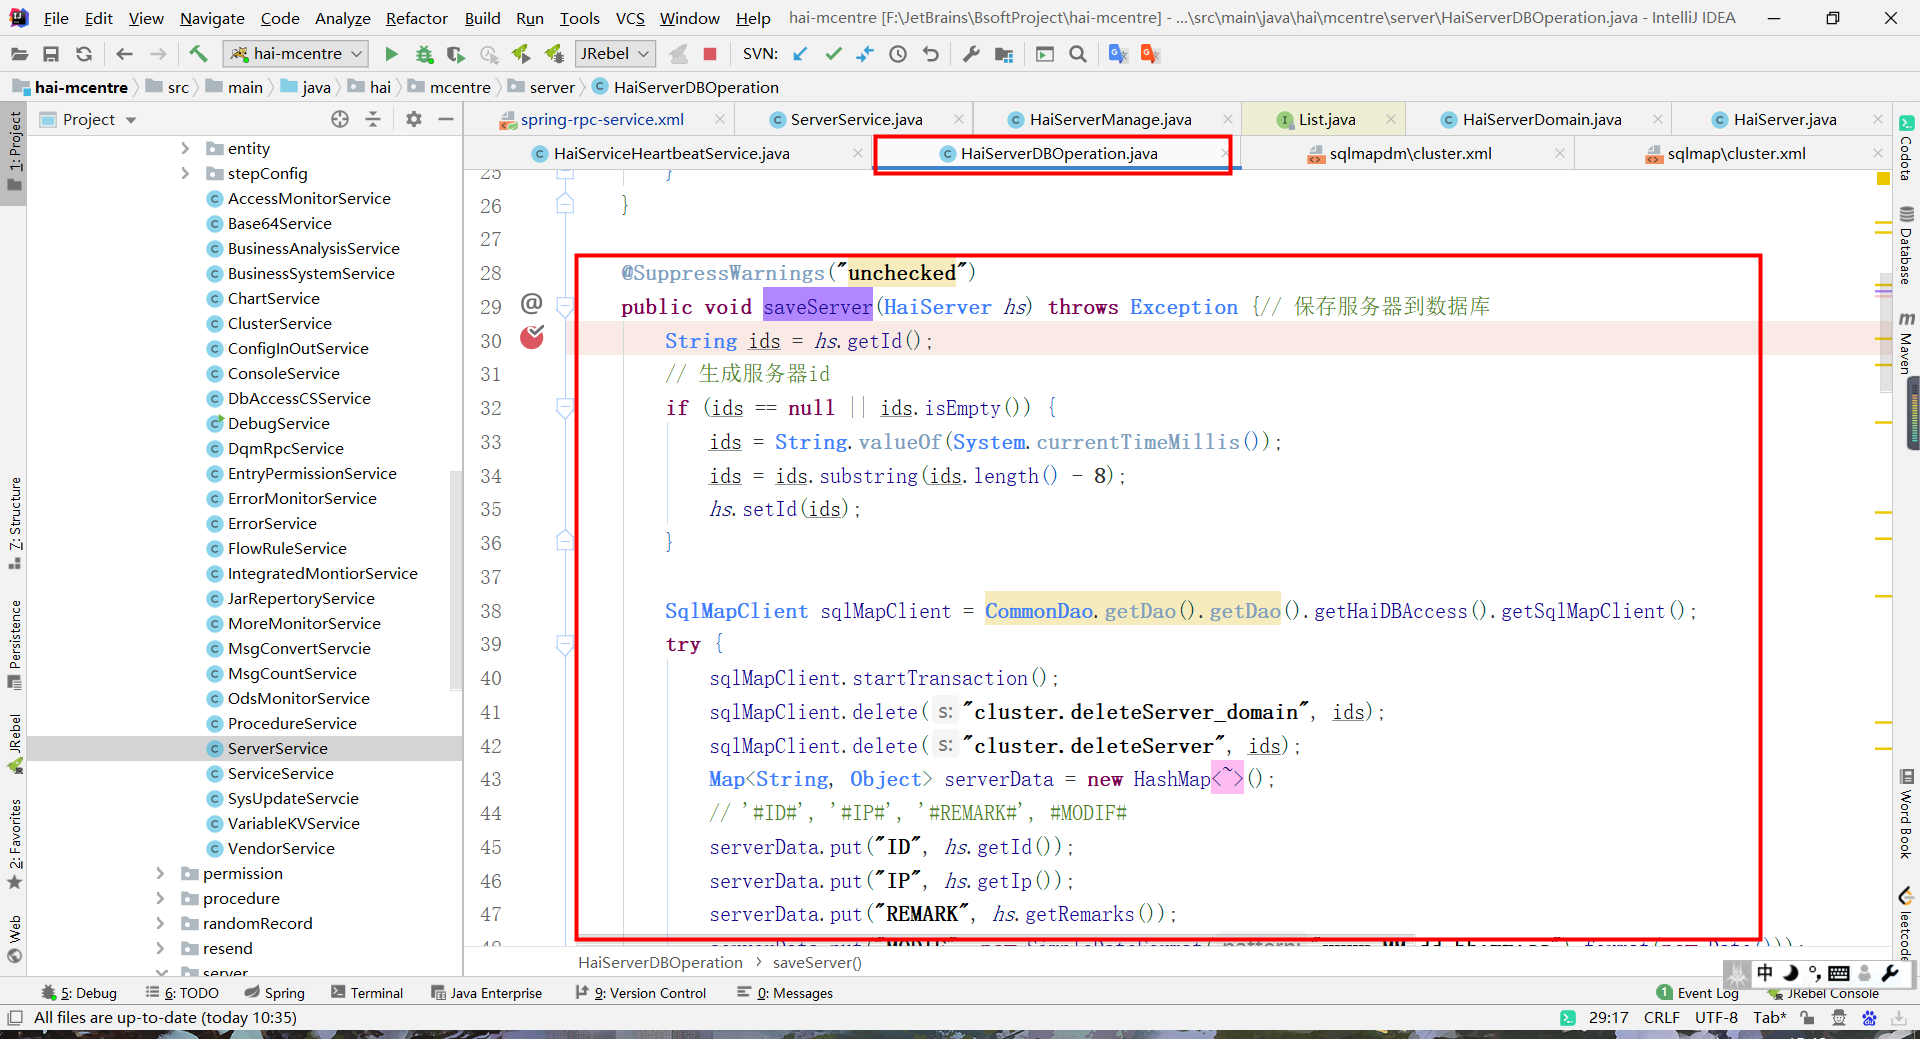 File Edit View Navigate Code Analyze Refactor Build Run Tools VCS Window Help hai-mcentre [F:\JetBrains\BsoftProject\hai-mcentre] - ...\src\main\java\hai\mcentre\server\HaiServerDBOperation.java - IntelliJ IDEA
hai-mcentre JRebel SVN:
hai-mcentre src main java hai mcentre server HaiServerDBOperation
Project
spring-rpc-service.xml ServerService.java HaiServerManage.java List.java HaiServerDomain.java HaiServer.java
HaiServiceHeartbeatService.java HaiServerDBOperation.java sqlmapdm\cluster.xml sqlmap\cluster.xml
1: Project
7: Structure
Persistence
JRebel
2: Favorites
Web
entity
stepConfig
AccessMonitorService
Base64Service
BusinessAnalysisService
BusinessSystemService
ChartService
ClusterService
ConfigInOutService
ConsoleService
DbAccessCSService
DebugService
DqmRpcService
EntryPermissionService
ErrorMonitorService
ErrorService
FlowRuleService
IntegratedMontiorService
JarRepertoryService
MoreMonitorService
MsgConvertServcie
MsgCountService
OdsMonitorService
ProcedureService
ServerService
ServiceService
SysUpdateServcie
VariableKVService
VendorService
permission
procedure
randomRecord
resend
server
25 }
26 }
27
28 @SuppressWarnings("unchecked")
29 @ public void saveServer(HaiServer hs) throws Exception {// 保存服务器到数据库
30 String ids = hs.getId();
31 // 生成服务器id
32 if (ids == null || ids.isEmpty()) {
33 ids = String.valueOf(System.currentTimeMillis());
34 ids = ids.substring(ids.length() - 8);
35 hs.setId(ids);
36 }
37
38 SqlMapClient sqlMapClient = CommonDao.getDao().getDao().getHaiDBAccess().getSqlMapClient();
39 try {
40 sqlMapClient.startTransaction();
41 sqlMapClient.delete( s: "cluster.deleteServer_domain", ids);
42 sqlMapClient.delete( s: "cluster.deleteServer", ids);
43 Map<String, Object> serverData = new HashMap<~>();
44 // '#ID#', '#IP#', '#REMARK#', #MODIF#
45 serverData.put("ID", hs.getId());
46 serverData.put("IP", hs.getIp());
47 serverData.put("REMARK", hs.getRemarks());
HaiServerDBOperation › saveServer()
Codota
Database
Maven
Word Book
leetcode
中
5: Debug 6: TODO Spring Terminal Java Enterprise 9: Version Control 0: Messages 1 Event Log JRebel Console
All files are up-to-date (today 10:35) 29:17 CRLF UTF-8 Tab*